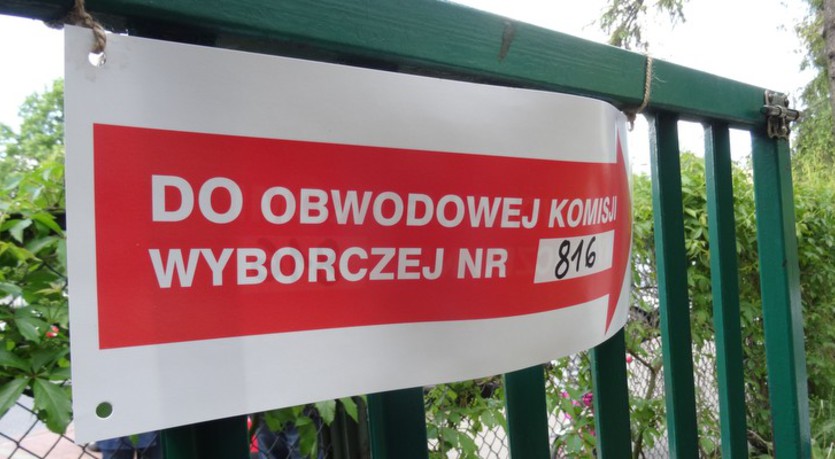 DO OBWODOWEJ KOMISJI
WYBORCZEJ NR 816